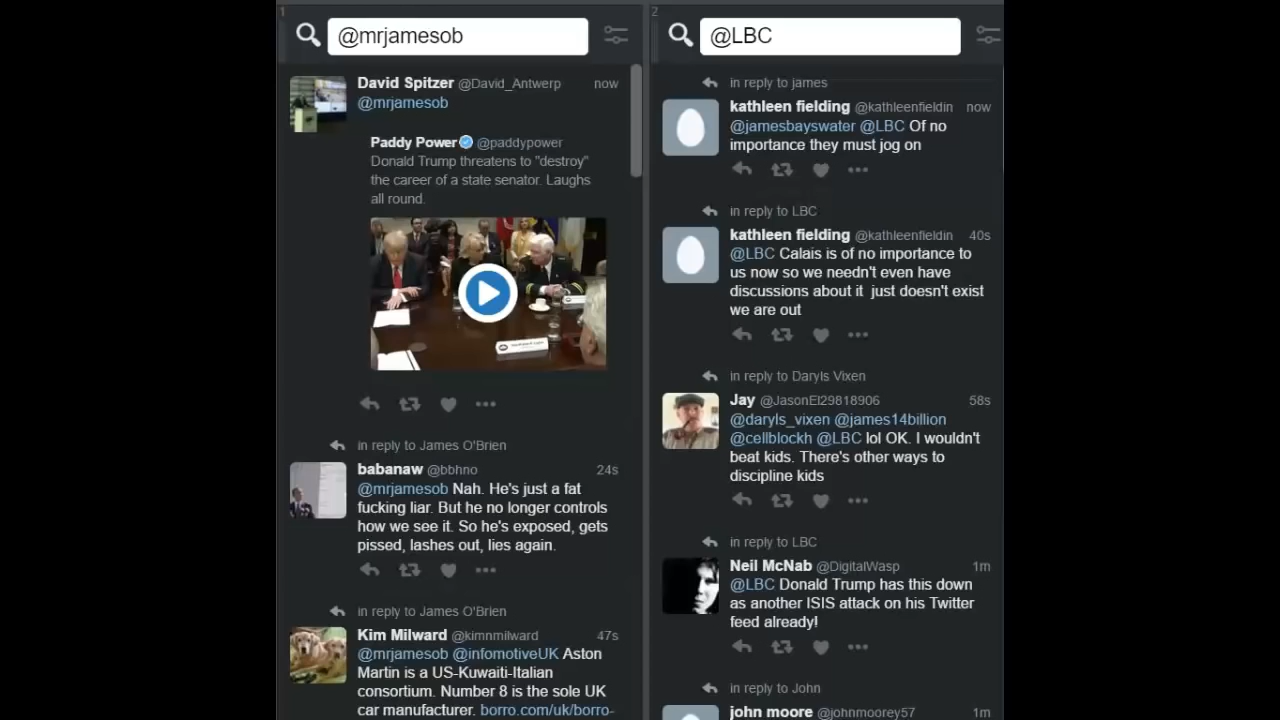 1
@mrjamesob
David Spitzer @David_Antwerp now
@mrjamesob
Paddy Power @paddypower
Donald Trump threatens to "destroy"
the career of a state senator. Laughs
all round.
in reply to James O'Brien
babanaw @bbhno 24s
@mrjamesob Nah. He's just a fat
fucking liar. But he no longer controls
how we see it. So he's exposed, gets
pissed, lashes out, lies again.
in reply to James O'Brien
Kim Milward @kimnmilward 47s
@mrjamesob @infomotiveUK Aston
Martin is a US-Kuwaiti-Italian
consortium. Number 8 is the sole UK
car manufacturer. borro.com/uk/borro-
2
@LBC
in reply to james
kathleen fielding @kathleenfieldin now
@jamesbayswater @LBC Of no
importance they must jog on
in reply to LBC
kathleen fielding @kathleenfieldin 40s
@LBC Calais is of no importance to
us now so we needn't even have
discussions about it just doesn't exist
we are out
in reply to Daryls Vixen
Jay @JasonEl29818906 58s
@daryls_vixen @james14billion
@cellblockh @LBC lol OK. I wouldn't
beat kids. There's other ways to
discipline kids
in reply to LBC
Neil McNab @DigitalWasp 1m
@LBC Donald Trump has this down
as another ISIS attack on his Twitter
feed already!
in reply to John
john moore @johnmoorey57 1m